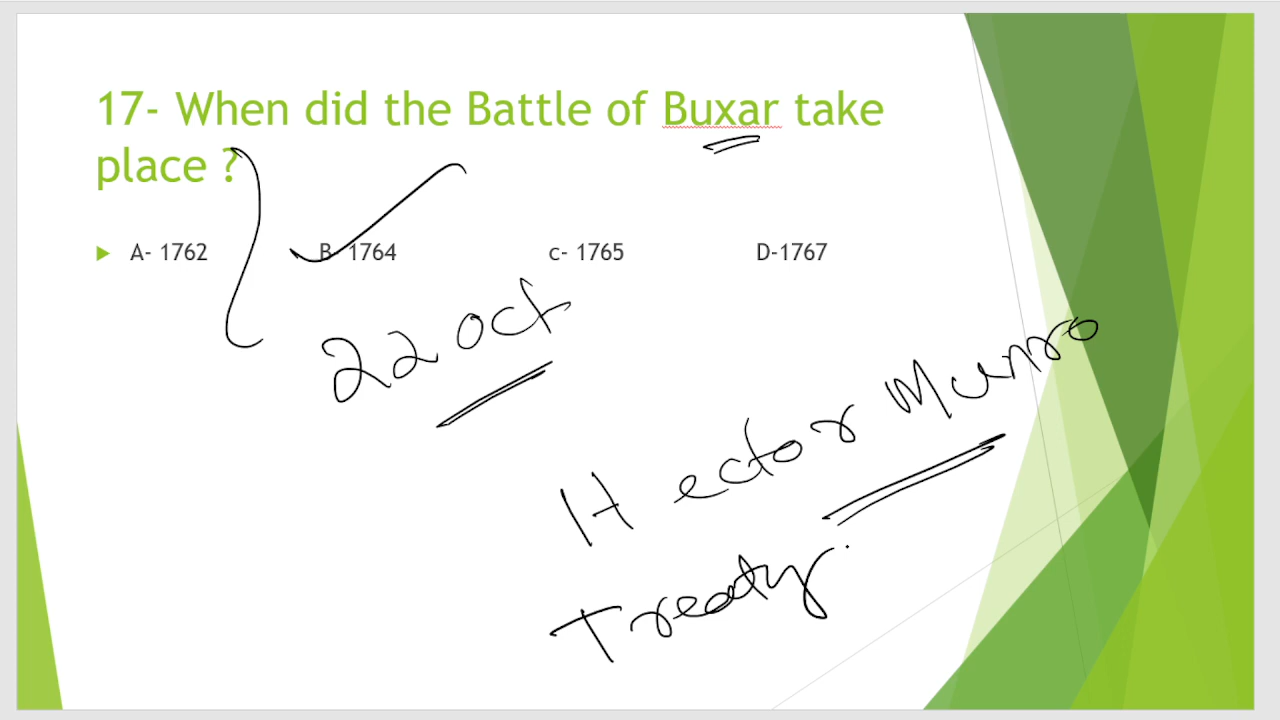 17- When did the Battle of Buxar take
place ?
A- 1762 B- 1764 c- 1765 D-1767
22 Oct
Hector Munro
Treaty.